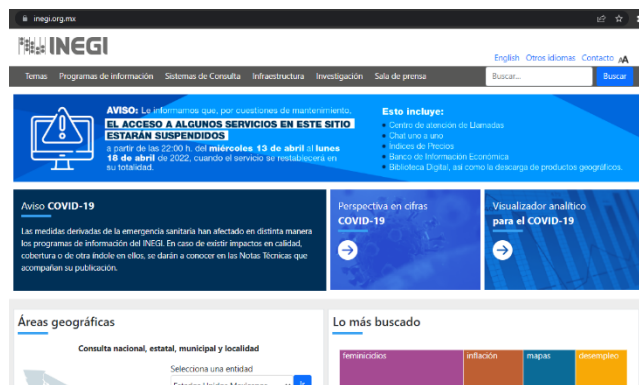 inegi.org.mx
INEGI
English Otros idiomas Contacto AA
Temas Programas de información Sistemas de Consulta Infraestructura Investigación Sala de prensa Buscar... Buscar
AVISO: Le informamos que, por cuestiones de mantenimiento,
EL ACCESO A ALGUNOS SERVICIOS EN ESTE SITIO
ESTARÁN SUSPENDIDOS
a partir de las 22:00 h. del miércoles 13 de abril al lunes
18 de abril de 2022, cuando el servicio se restablecerá en
su totalidad.
Esto incluye:
Centro de atención de Llamadas
Chat uno a uno
Indices de Precios
Banco de Información Económica
Biblioteca Digital, así como la descarga de productos geográficos.
Aviso COVID-19
Las medidas derivadas de la emergencia sanitaria han afectado en distinta manera
los programas de información del INEGI. En caso de existir impactos en calidad,
cobertura o de otra índole en ellos, se darán a conocer en las Notas Técnicas que
acompañan su publicación.
Perspectiva en cifras
COVID-19
Visualizador analítico
para el COVID-19
Áreas geográficas
Consulta nacional, estatal, municipal y localidad
Selecciona una entidad
Estados Unidos Mexicanos
Lo más buscado
feminicidios
inflación
mapas
desempleo